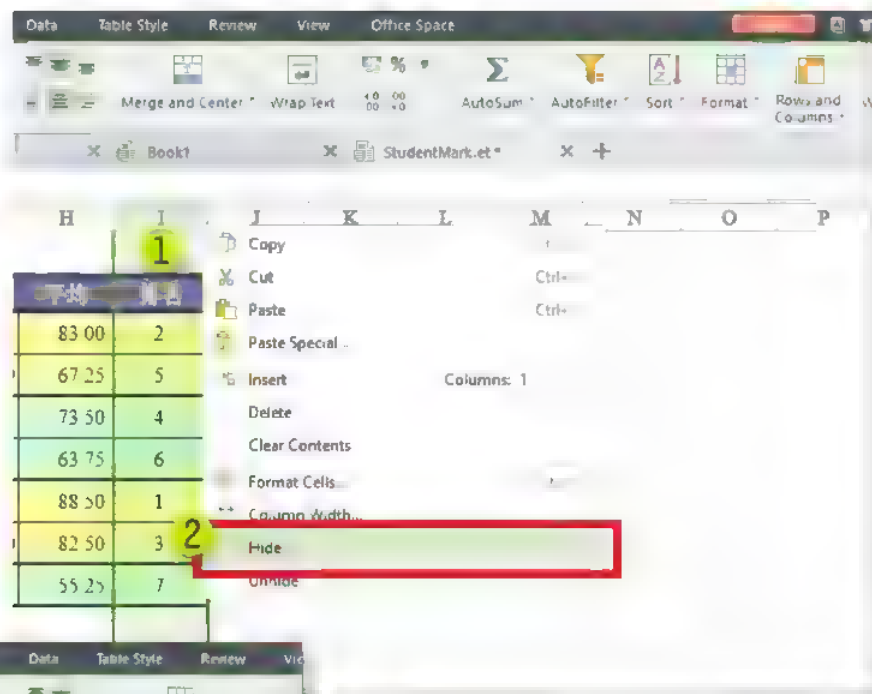 Data Table Style Review View Office Space
Merge and Center Wrap Text AutoSum AutoFilter Sort Format Rows and Columns
Book1 StudentMark.et *
H I J K L M N O P
1
Copy
Cut Ctrl+
Paste Ctrl+
Paste Special...
Insert Columns: 1
Delete
Clear Contents
Format Cells...
Column Width...
2
Hide
Unhide
平均
83.00 2
67.25 5
73.50 4
63.75 6
88.50 1
82.50 3
55.25 7
Data Table Style Review